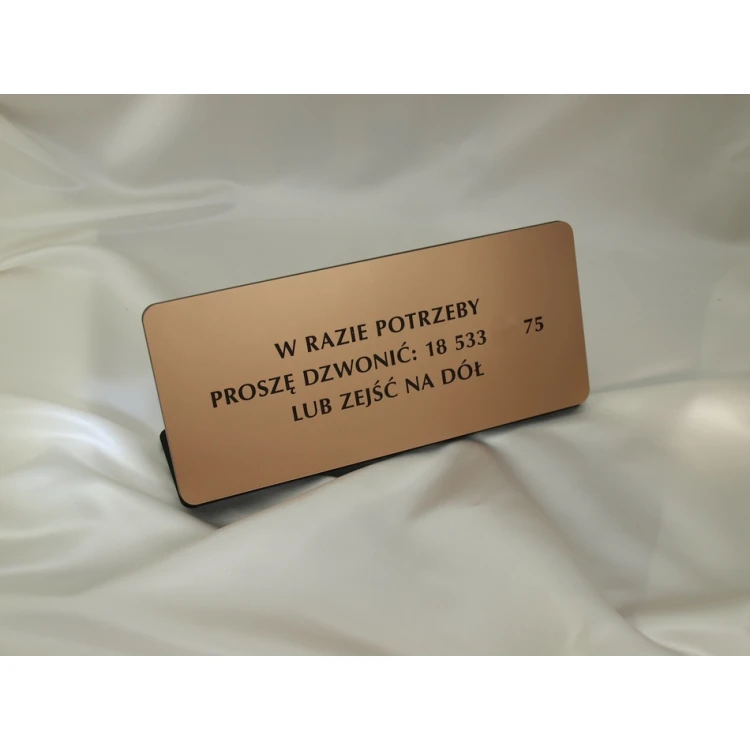 W RAZIE POTRZEBY
PROSZĘ DZWONIĆ: 18 533 75
LUB ZEJŚĆ NA DÓŁ